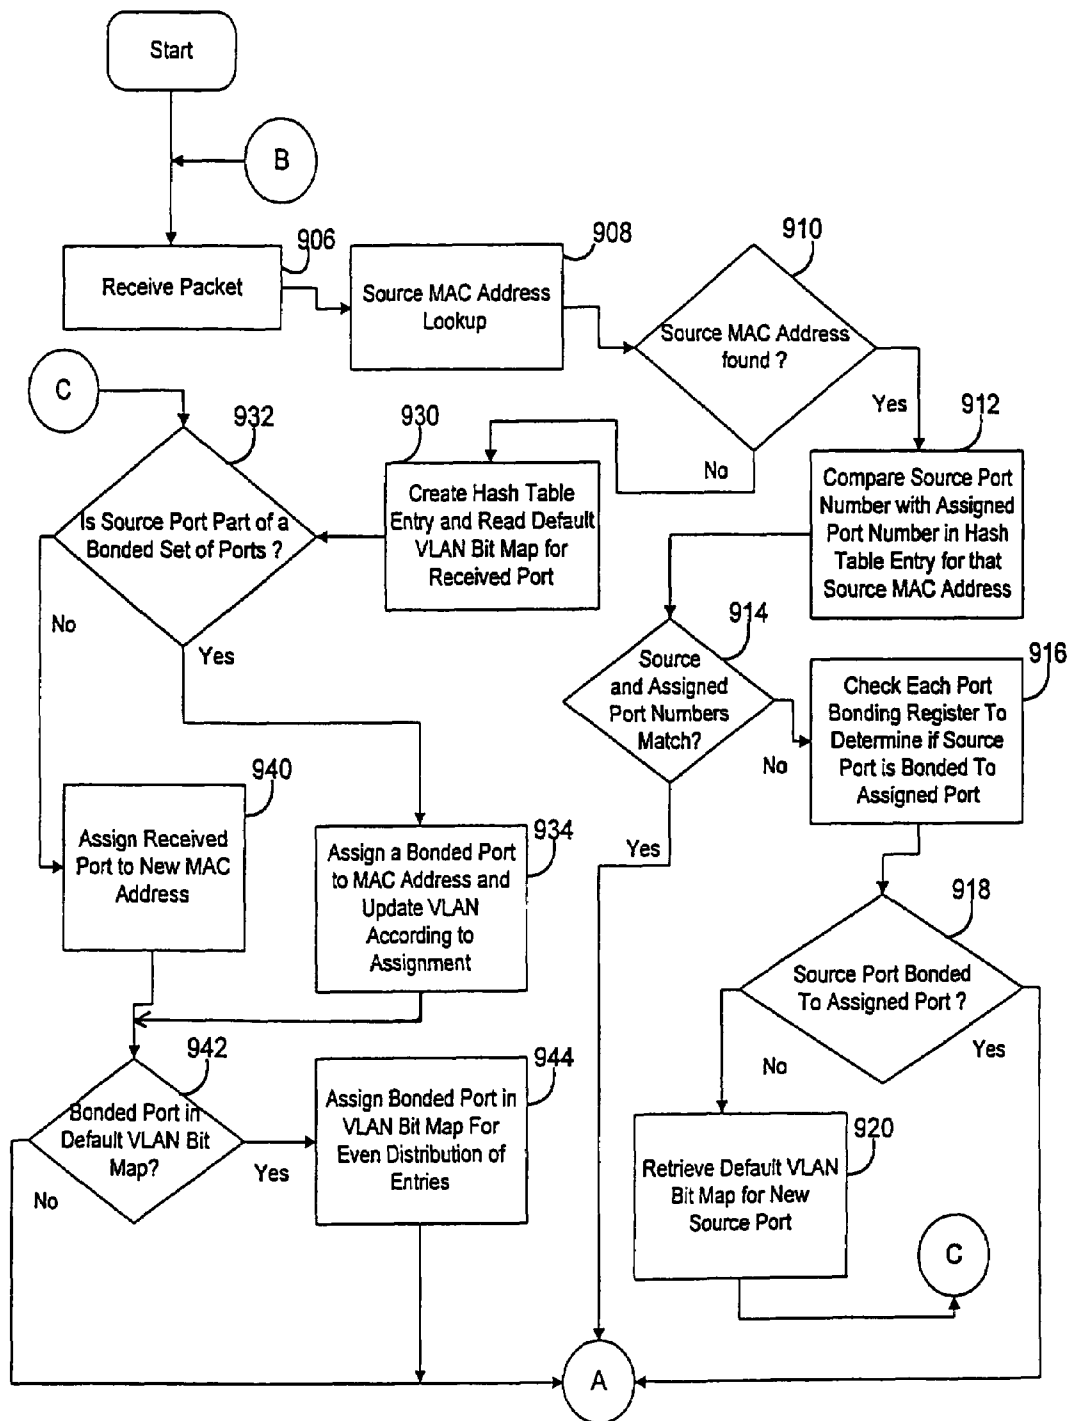 Start
B
906
Receive Packet
908
Source MAC Address
Lookup
910
Source MAC Address
found ?
Yes
No
C
932
Is Source Port Part of a
Bonded Set of Ports ?
No
Yes
930
Create Hash Table
Entry and Read Default
VLAN Bit Map for
Received Port
912
Compare Source Port
Number with Assigned
Port Number in Hash
Table Entry for that
Source MAC Address
914
Source
and Assigned
Port Numbers
Match?
No
Yes
916
Check Each Port
Bonding Register To
Determine if Source
Port is Bonded To
Assigned Port
940
Assign Received
Port to New MAC
Address
934
Assign a Bonded Port
to MAC Address and
Update VLAN
According to
Assignment
918
Source Port Bonded
To Assigned Port ?
No
Yes
942
Bonded Port in
Default VLAN Bit
Map?
No
Yes
944
Assign Bonded Port in
VLAN Bit Map For
Even Distribution of
Entries
920
Retrieve Default VLAN
Bit Map for New
Source Port
C
A